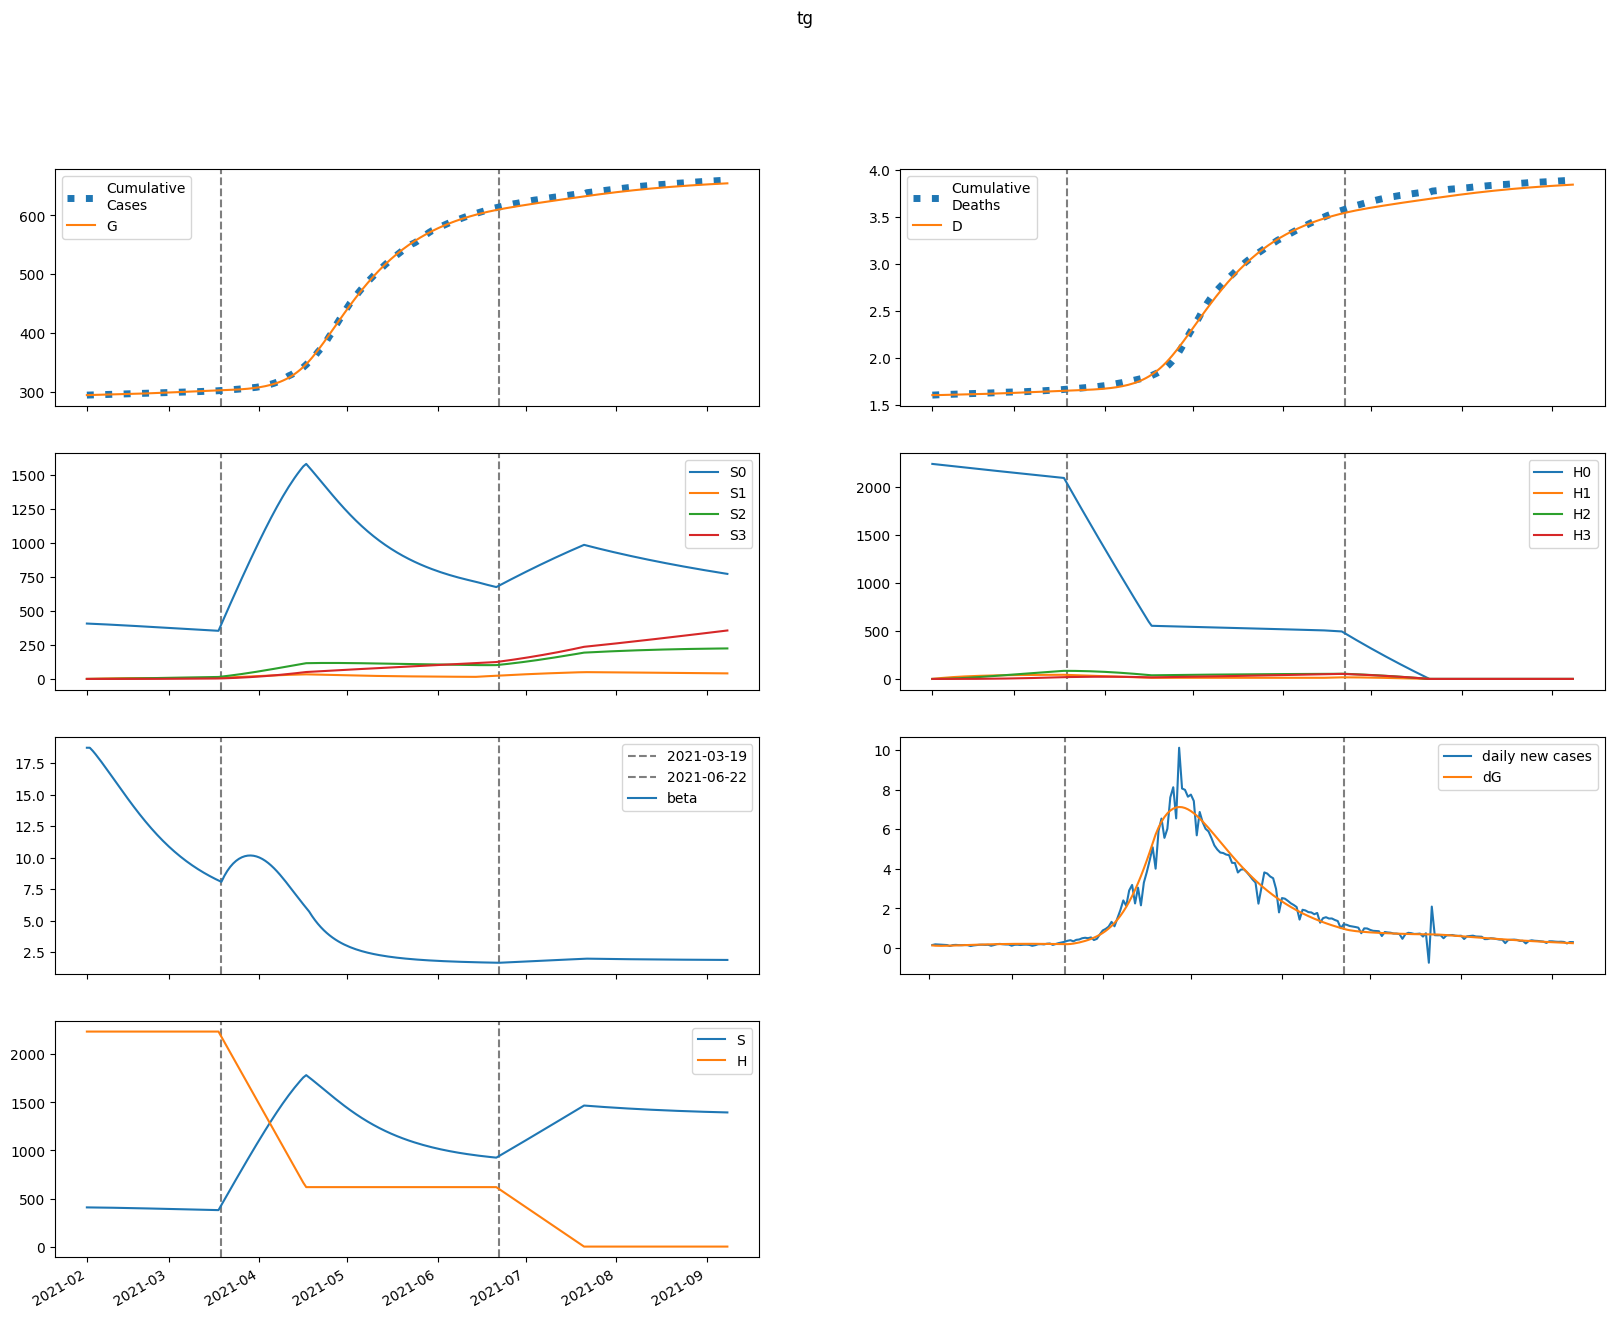 tg
Cumulative
Cases
G
600
500
400
300
Cumulative
Deaths
D
4.0
3.5
3.0
2.5
2.0
1.5
S0
S1
S2
S3
1500
1250
1000
750
500
250
0
H0
H1
H2
H3
2000
1500
1000
500
0
2021-03-19
2021-06-22
beta
17.5
15.0
12.5
10.0
7.5
5.0
2.5
daily new cases
dG
10
8
6
4
2
0
S
H
2000
1500
1000
500
0
2021-02
2021-03
2021-04
2021-05
2021-06
2021-07
2021-08
2021-09